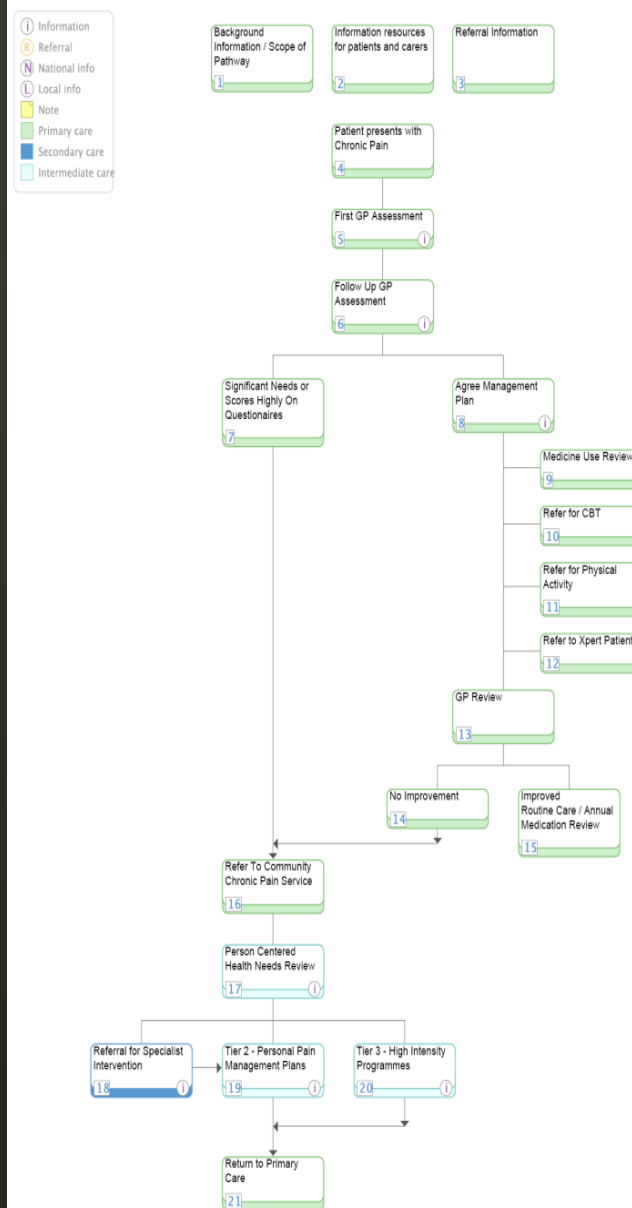 i Information
R Referral
N National info
L Local info
Note
Primary care
Secondary care
Intermediate care
Background
Information / Scope of
Pathway
1
Information resources
for patients and carers
2
Referral Information
3
Patient presents with
Chronic Pain
4
First GP Assessment
5 i
Follow Up GP
Assessment
6 i
Significant Needs or
Scores Highly On
Questionaires
7
Agree Management
Plan
8 i
Medicine Use Review
9
Refer for CBT
10
Refer for Physical
Activity
11
Refer to Xpert Patient
12
GP Review
13
No Improvement
14
Improved
Routine Care / Annual
Medication Review
15
Refer To Community
Chronic Pain Service
16
Person Centered
Health Needs Review
17 i
Referral for Specialist
Intervention
18 i
Tier 2 - Personal Pain
Management Plans
19 i
Tier 3 - High Intensity
Programmes
20 i
Return to Primary
Care
21